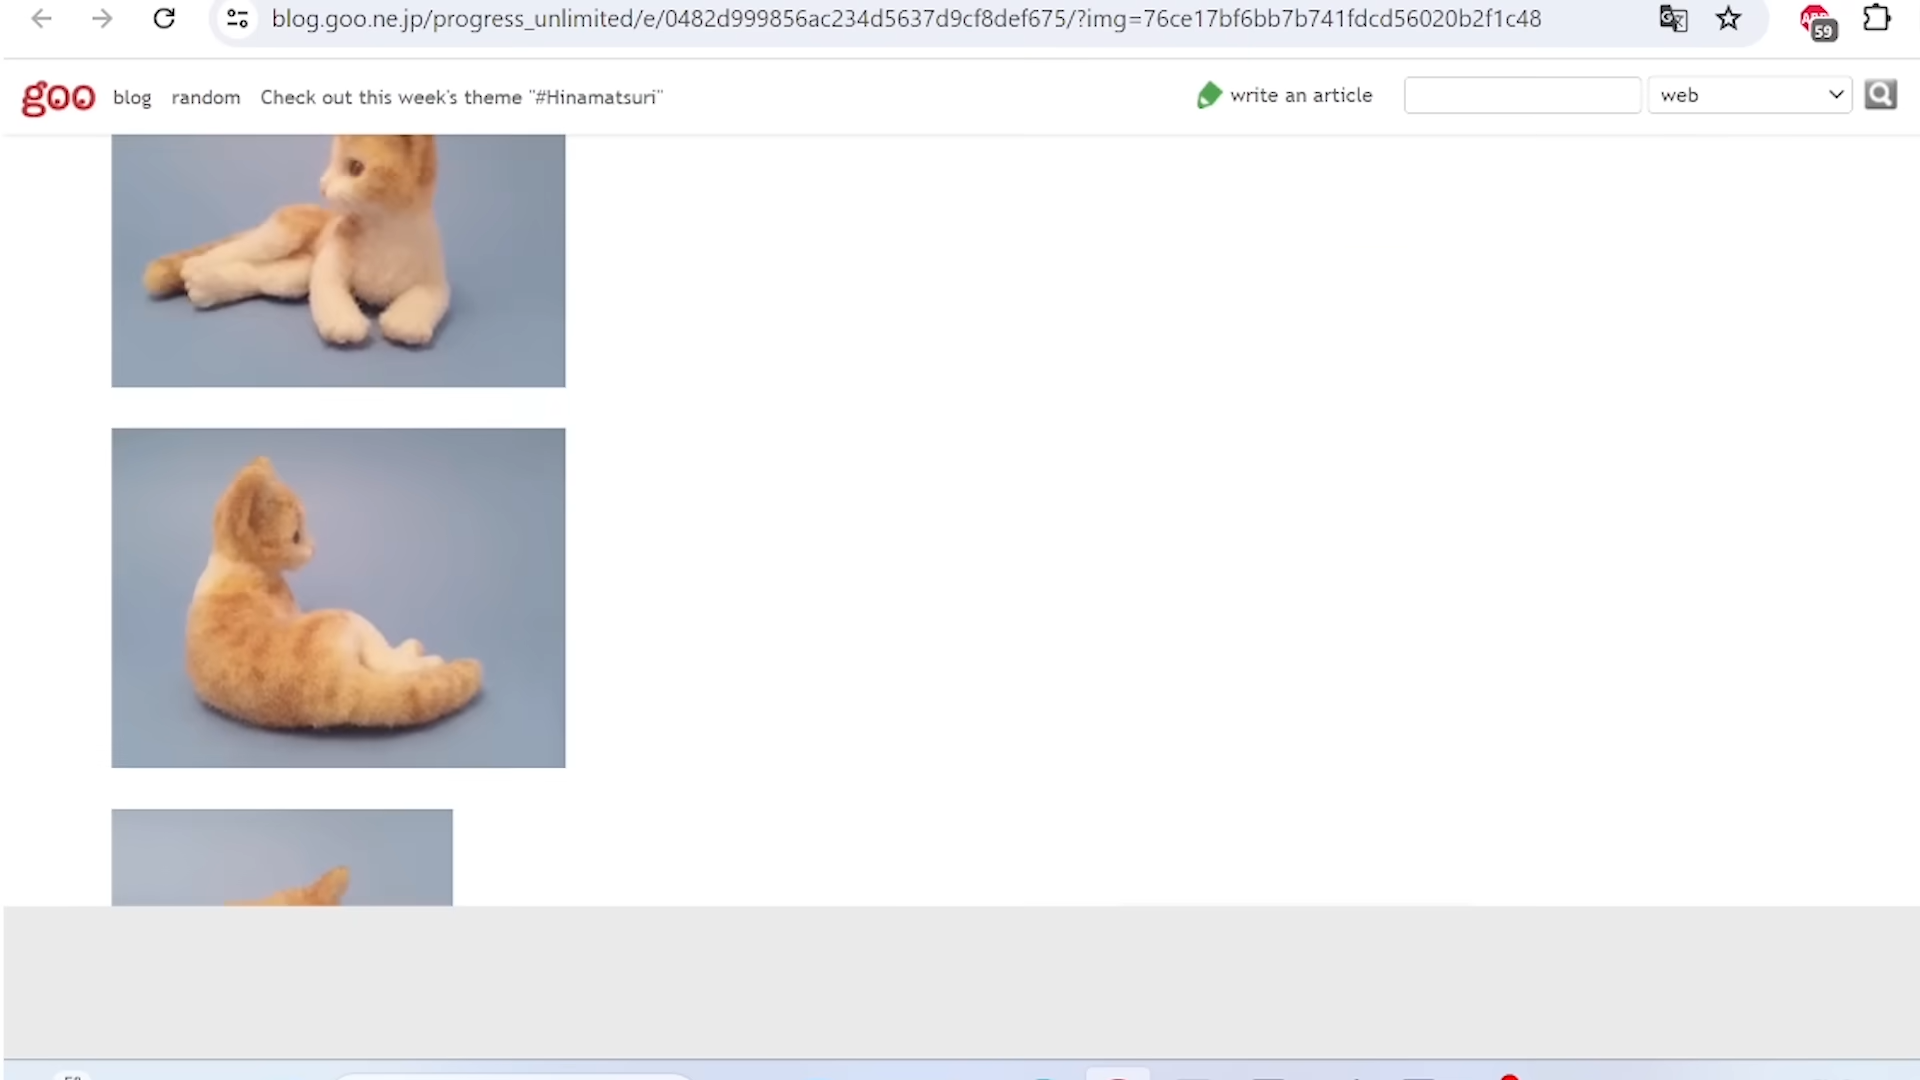 blog.goo.ne.jp/progress_unlimited/e/0482d999856ac234d5637d9cf8def675/?img=76ce17bf6bb7b741fdcd56020b2f1c48
59
goo blog random Check out this week's theme "#Hinamatsuri" write an article web